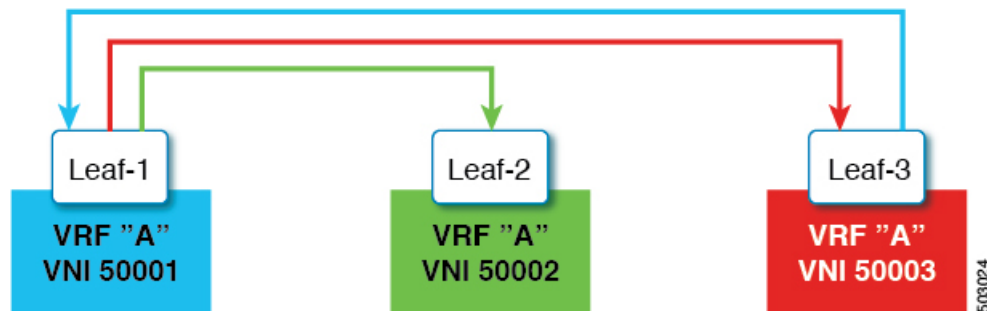 Leaf-1
Leaf-2
Leaf-3
VRF ”A”
VNI 50001
VRF ”A”
VNI 50002
VRF ”A”
VNI 50003
503024